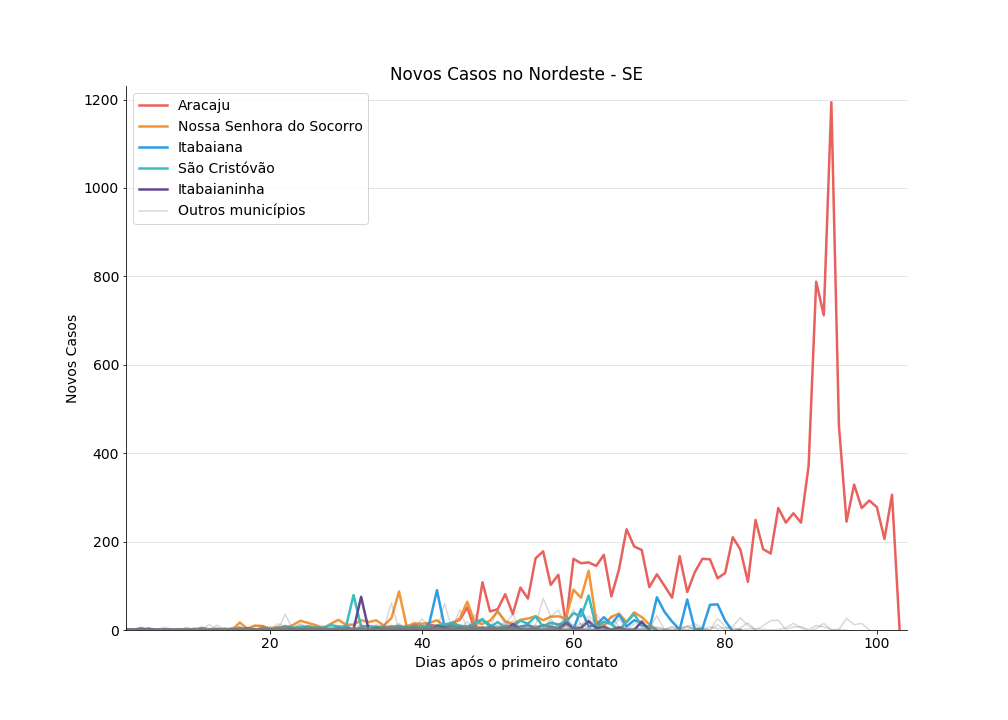 Novos Casos no Nordeste - SE
1200
1000
800
600
400
200
0
Novos Casos
Aracaju
Nossa Senhora do Socorro
Itabaiana
São Cristóvão
Itabaianinha
Outros municípios
20
40
60
80
100
Dias após o primeiro contato